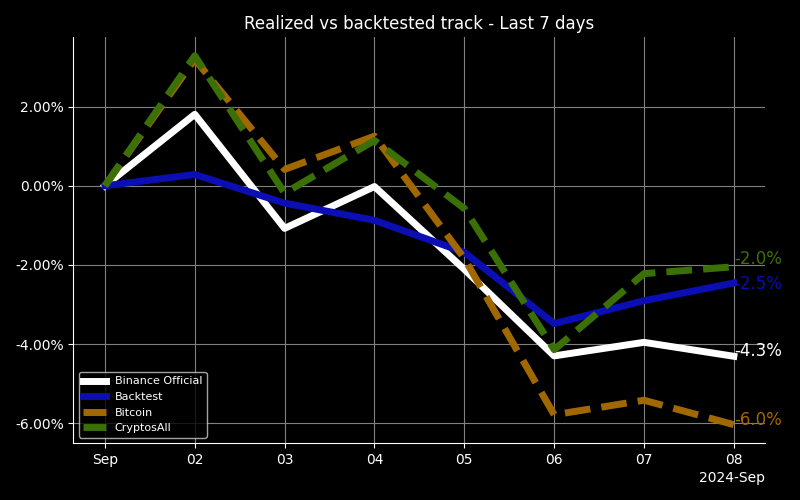 Realized vs backtested track - Last 7 days
2.00%
0.00%
-2.00%
-4.00%
-6.00%
-2.0%
-2.5%
-4.3%
-6.0%
Binance Official
Backtest
Bitcoin
CryptosAll
Sep 02 03 04 05 06 07 08
2024-Sep